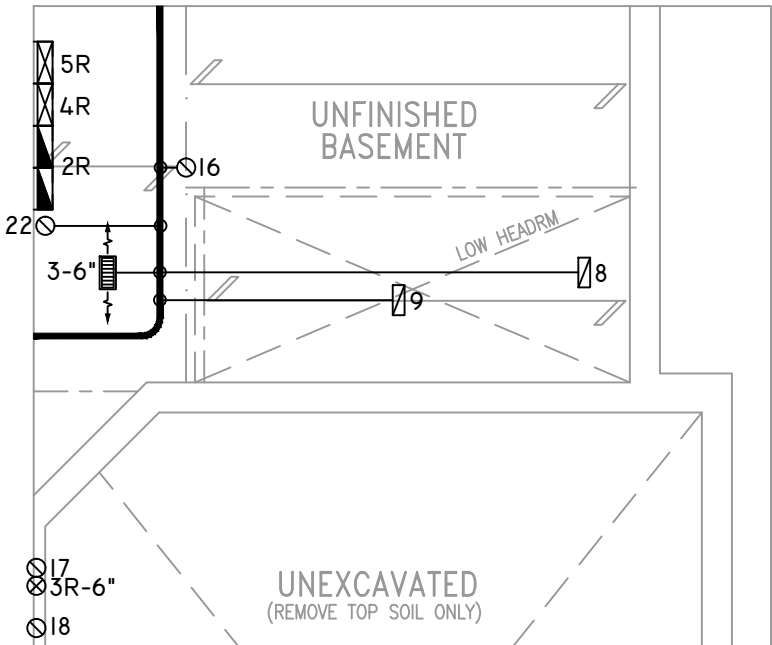 5R
UNFINISHED
BASEMENT
4R
2R
16
22
LOW HEADRM
3-6"
8
9
17
3R-6"
18
UNEXCAVATED
(REMOVE TOP SOIL ONLY)